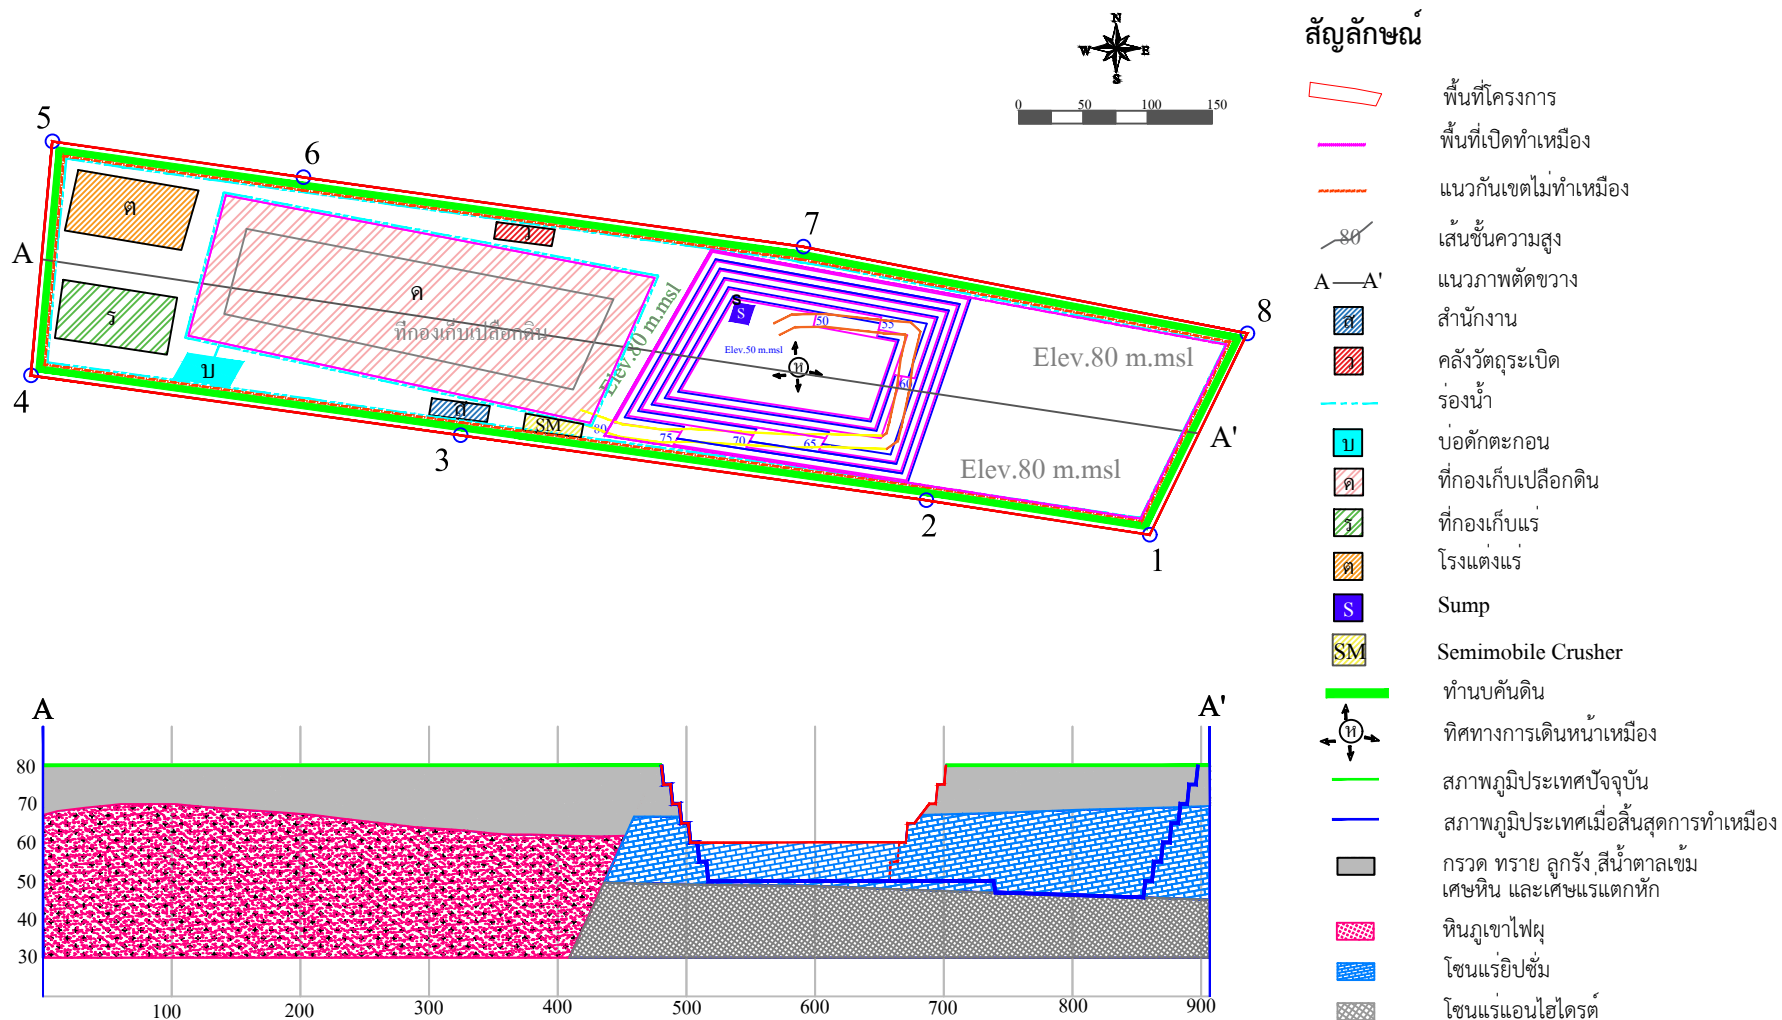 N
W E
S
0 50 100 150
5
6
7
8
ต
ว
A
ค
ที่กองเก็บเปลือกดิน
ร
Elev.80 m.msl
S
S
50
55
Elev.50 m.msl
ห
60
Elev.80 m.msl
บ
ส
SM
80
75
70
65
4
3
Elev.80 m.msl
A'
2
1
สัญลักษณ์
พื้นที่โครงการ
พื้นที่เปิดทำเหมือง
แนวกันเขตไม่ทำเหมือง
80 เส้นชั้นความสูง
A A' แนวภาพตัดขวาง
ส สำนักงาน
ว คลังวัตถุระเบิด
ร่องน้ำ
บ บ่อดักตะกอน
ค ที่กองเก็บเปลือกดิน
ร ที่กองเก็บแร่
ต โรงแต่งแร่
S Sump
SM Semimobile Crusher
ทำนบคันดิน
ห ทิศทางการเดินหน้าเหมือง
สภาพภูมิประเทศปัจจุบัน
สภาพภูมิประเทศเมื่อสิ้นสุดการทำเหมือง
กรวด ทราย ลูกรัง สีน้ำตาลเข้ม
เศษหิน และเศษแร่แตกหัก
หินภูเขาไฟผุ
โซนแร่ยิปซั่ม
โซนแร่แอนไฮไดรต์
A A'
80
70
60
50
40
30
100 200 300 400 500 600 700 800 900